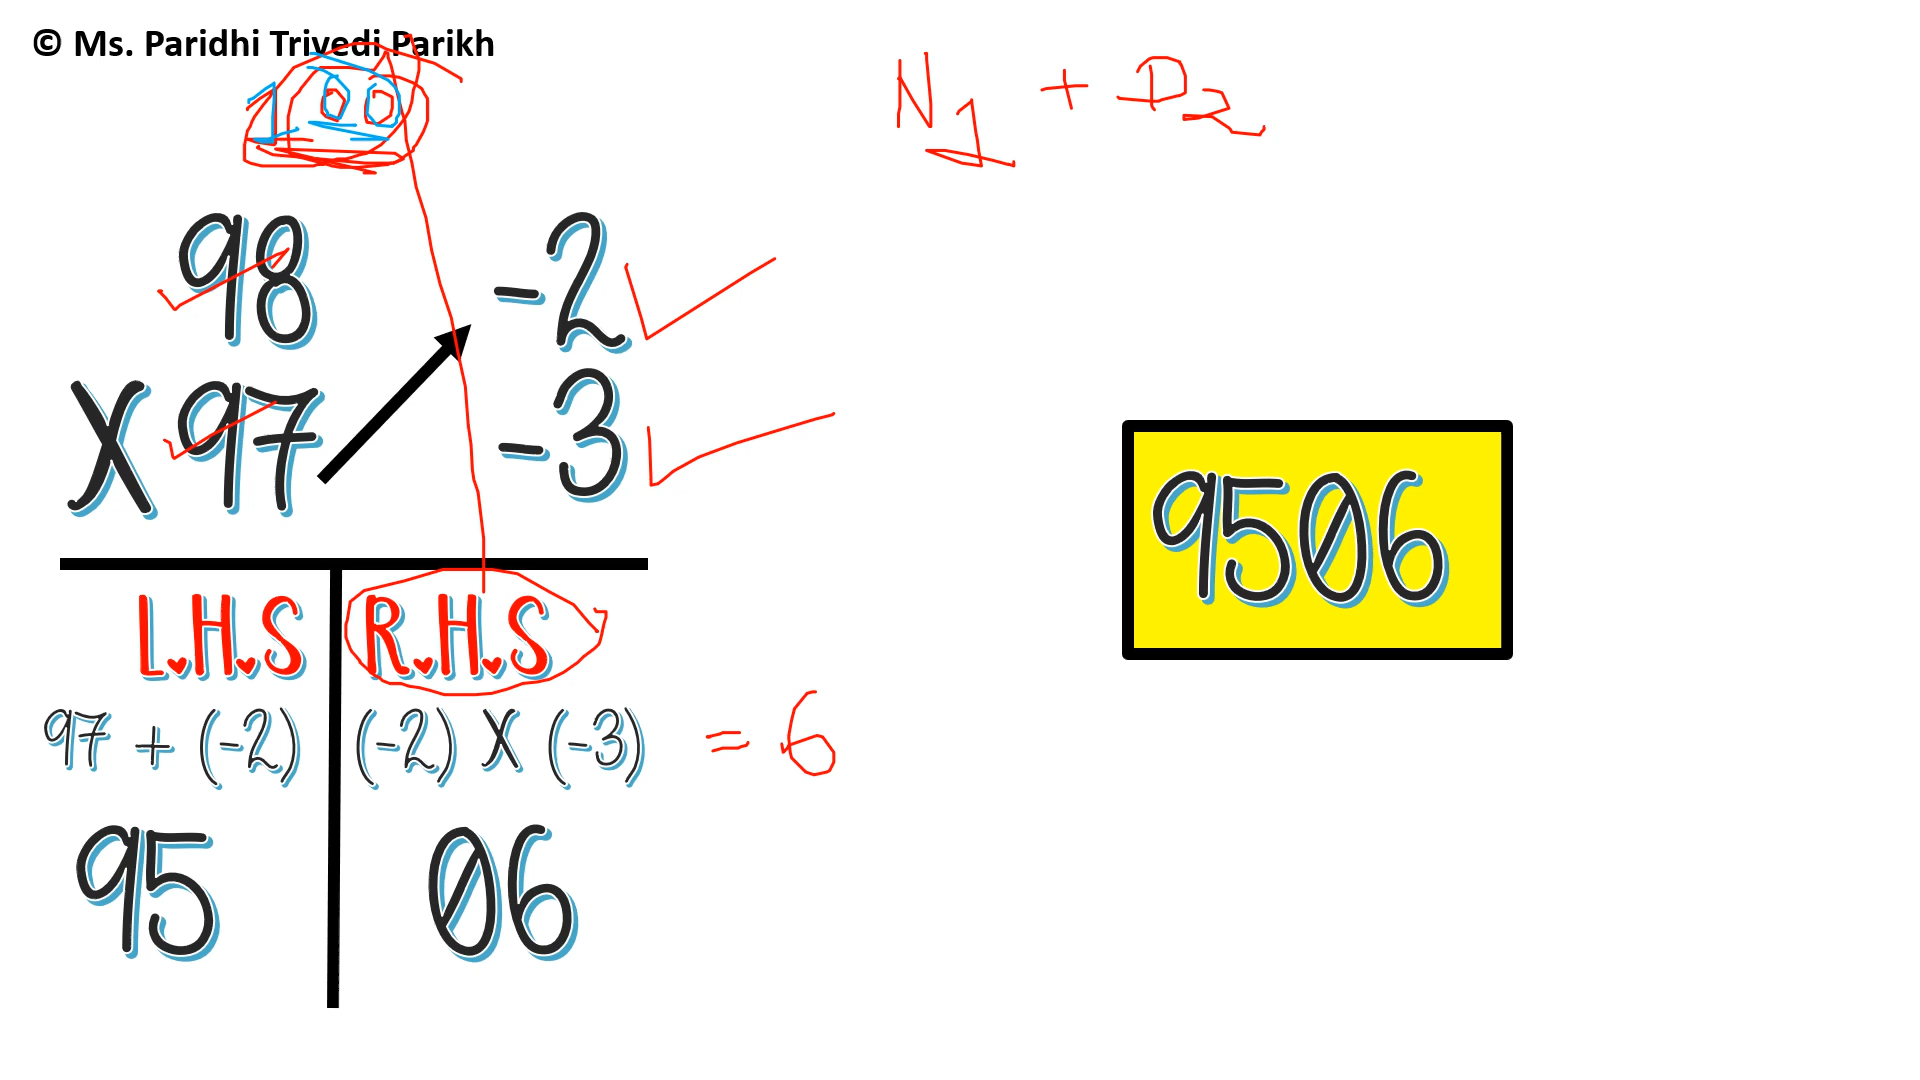 © Ms. Paridhi Trivedi Parikh
100
N1 + D2
98 -2
X 97 -3
L.H.S R.H.S
97 + (-2) (-2) X (-3) = 6
95 06
9506